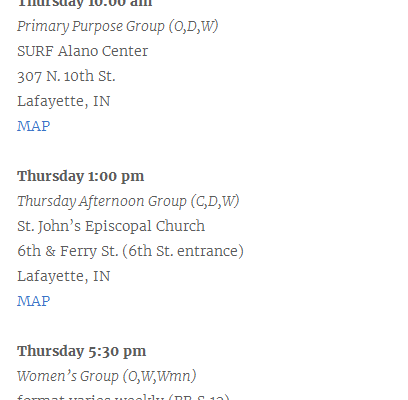 Thursday 10:00 am
Primary Purpose Group (O,D,W)
SURF Alano Center
307 N. 10th St.
Lafayette, IN
MAP
Thursday 1:00 pm
Thursday Afternoon Group (C,D,W)
St. John’s Episcopal Church
6th & Ferry St. (6th St. entrance)
Lafayette, IN
MAP
Thursday 5:30 pm
Women’s Group (O,W,Wmn)
format varies weekly (BB,S,12)